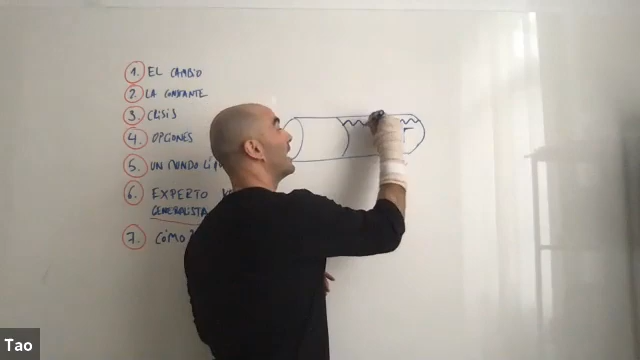 1. EL CAMBIO
2. LA CONSTANTE
3. CRISIS
4. OPCIONES
5. UN MUNDO
6. EXPERTO
GENERALISTA
7. CÓMO
Tao